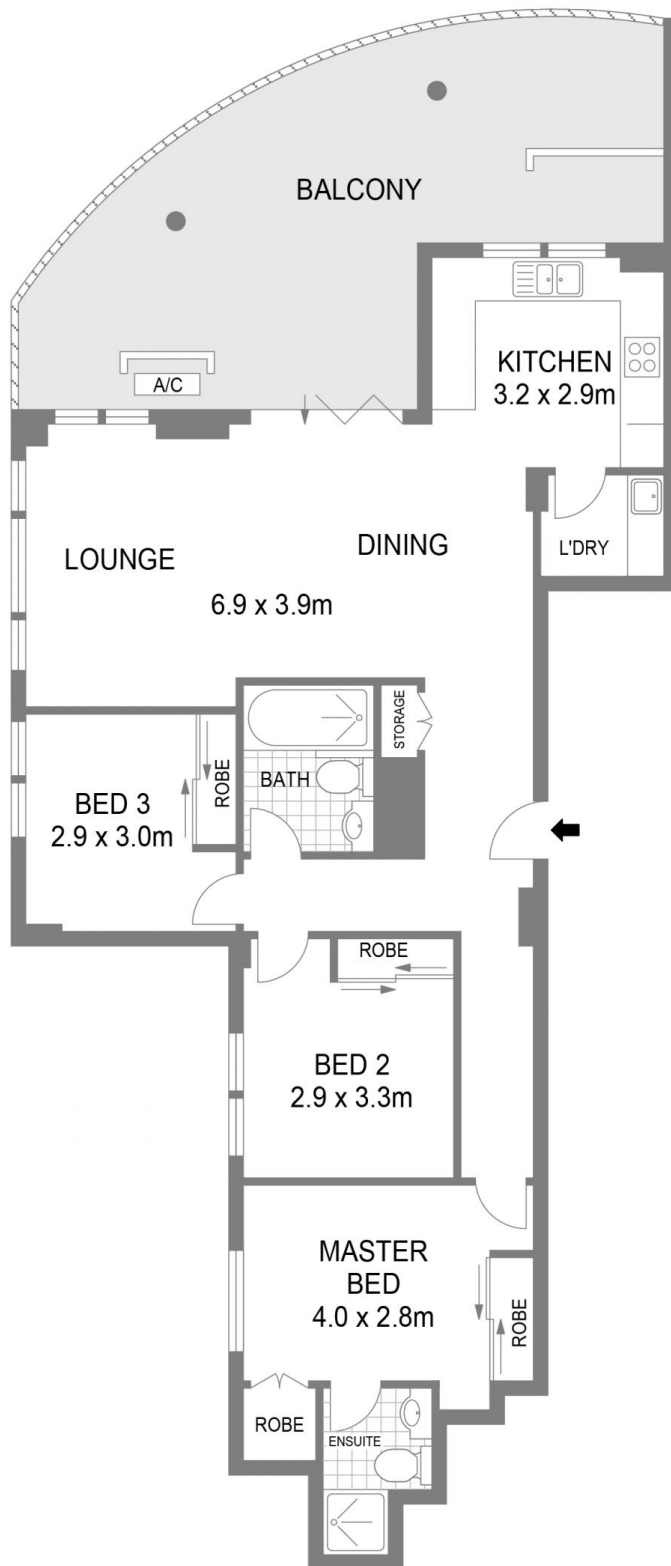 BALCONY
A/C
KITCHEN
3.2 x 2.9m
LOUNGE
DINING
6.9 x 3.9m
L'DRY
STORAGE
BED 3
2.9 x 3.0m
ROBE
BATH
ROBE
BED 2
2.9 x 3.3m
MASTER
BED
4.0 x 2.8m
ROBE
ROBE
ENSUITE